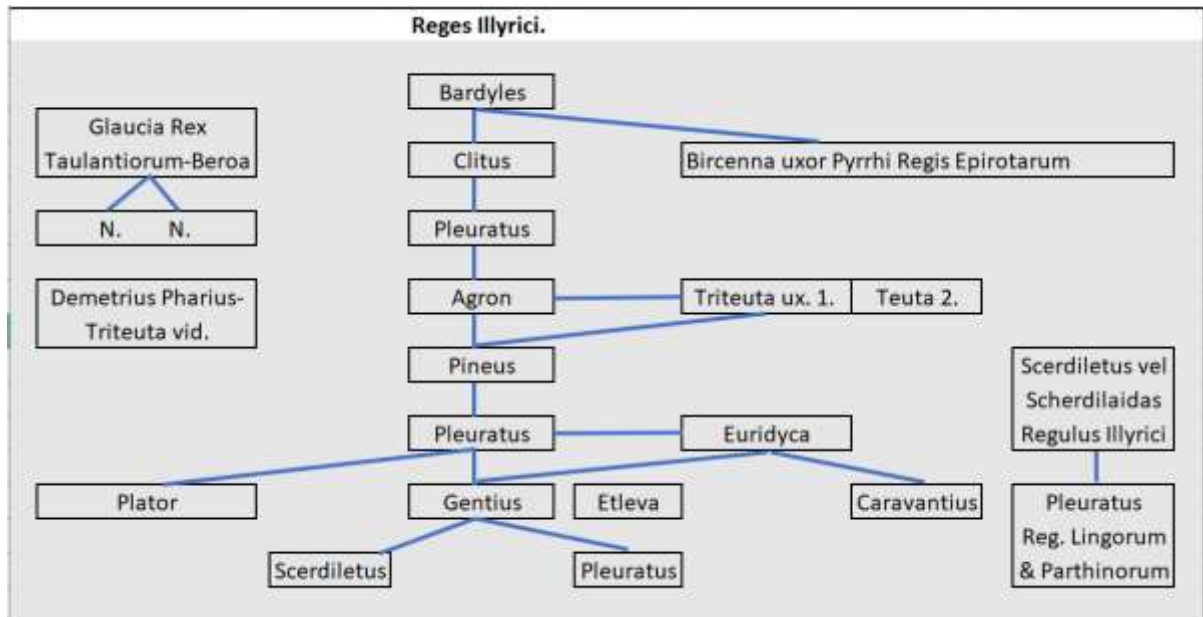 Reges Illyrici.
Bardyles
Glaucia Rex
Taulantiorum-Beroa
Clitus
Bircenna uxor Pyrrhi Regis Epirotarum
N. N.
Pleuratus
Demetrius Pharius-
Triteuta vid.
Agron
Triteuta ux. 1.
Teuta 2.
Pineus
Scerdiletus vel
Scherdilaidas
Regulus Illyrici
Pleuratus
Euridyca
Plator
Gentius
Etleva
Caravantius
Pleuratus
Reg. Lingorum
& Parthinorum
Scerdiletus
Pleuratus